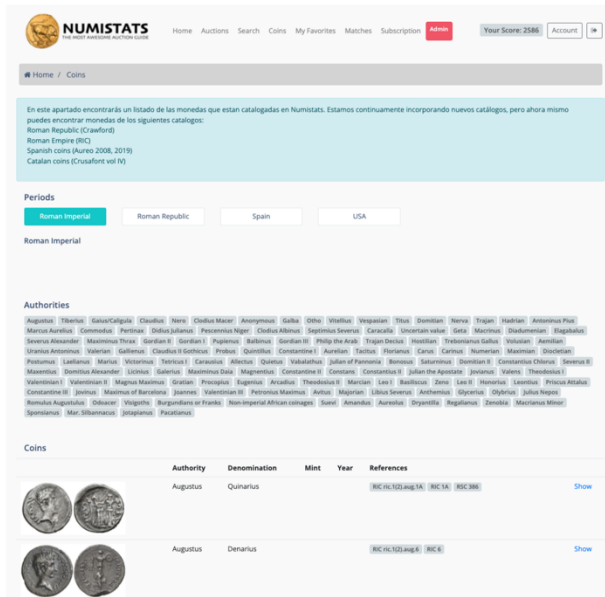 NUMISTATS
THE MOST AWESOME AUCTION GUIDE
Home Auctions Search Coins My Favorites Matches Subscription Admin Your Score: 2586 Account
Home / Coins
En este apartado encontrarás un listado de las monedas que estan catalogadas en Numistats. Estamos continuamente incorporando nuevos catálogos, pero ahora mismo
puedes encontrar monedas de los siguientes catalogos:
Roman Republic (Crawford)
Roman Empire (RIC)
Spanish coins (Aureo 2008, 2019)
Catalan coins (Crusafont vol IV)
Periods
Roman Imperial Roman Republic Spain USA
Roman Imperial
Authorities
Augustus Tiberius Gaius/Caligula Claudius Nero Clodius Macer Anonymous Galba Otho Vitellius Vespasian Titus Domitian Nerva Trajan Hadrian Antoninus Pius
Marcus Aurelius Commodus Pertinax Didius Julianus Pescennius Niger Clodius Albinus Septimius Severus Caracalla Uncertain value Geta Macrinus Diadumenian Elagabalus
Severus Alexander Maximinus Thrax Gordian II Gordian I Pupienus Balbinus Gordian III Philip the Arab Trajan Decius Hostilian Trebonianus Gallus Volusian Aemilian
Uranius Antoninus Valerian Gallienus Claudius II Gothicus Probus Quintillus Constantine I Aurelian Tacitus Florianus Carus Carinus Numerian Maximian Diocletian
Postumus Laelianus Marius Victorinus Tetricus I Carausius Allectus Quietus Vabalathus Julian of Pannonia Bonosus Saturninus Domitian II Constantius Chlorus Severus II
Maxentius Domitius Alexander Licinius Galerius Maximinus Daia Magnentius Constantine II Constans Constantius II Julian the Apostate Jovianus Valens Theodosius I
Valentinian I Valentinian II Magnus Maximus Gratian Procopius Eugenius Arcadius Theodosius II Marcian Leo I Basiliscus Zeno Leo II Honorius Leontius Priscus Attalus
Constantine III Jovinus Maximus of Barcelona Joannes Valentinian III Petronius Maximus Avitus Majorian Libius Severus Anthemius Glycerius Olybrius Julius Nepos
Romulus Augustulus Odoacer Visigoths Burgundians or Franks Non-imperial African coinages Suevi Amandus Aureolus Dryantilla Regalianus Zenobia Macrianus Minor
Sponsianus Mar. Silbannacus Jotapianus Pacatianus
Coins
Authority Denomination Mint Year References
Augustus Quinarius RIC ric.1(2).aug.1A RIC 1A RSC 386 Show
Augustus Denarius RIC ric.1(2).aug.6 RIC 6 Show